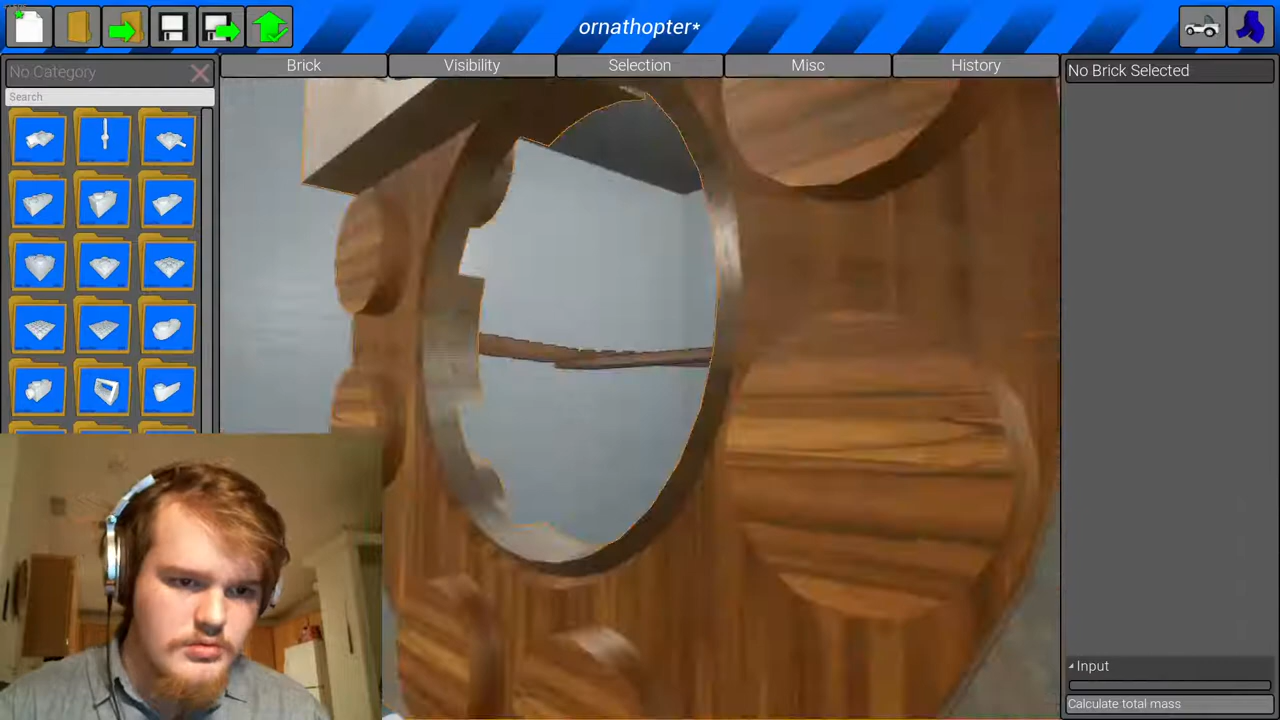 ornathopter*
No Category
Search
Brick
Visibility
Selection
Misc
History
No Brick Selected
Input
Calculate total mass